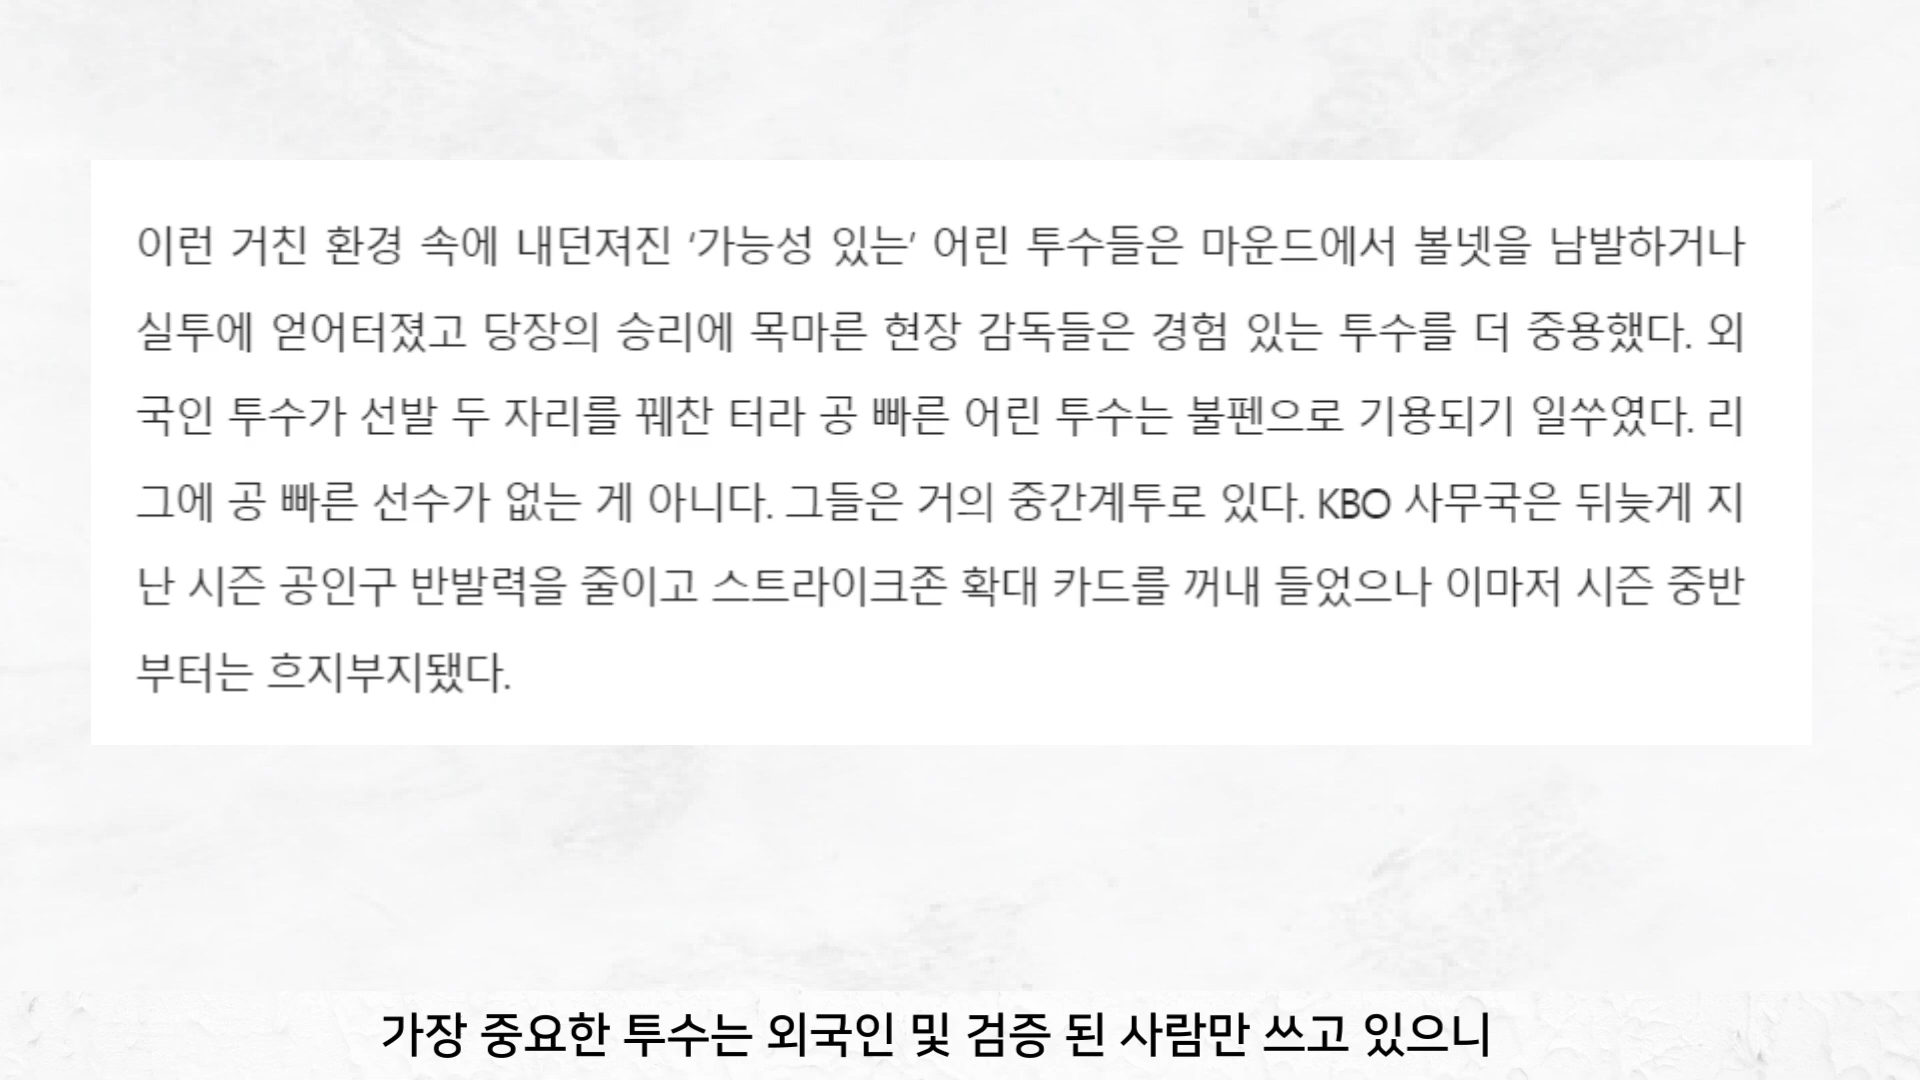 이런 거친 환경 속에 내던져진 ‘가능성 있는’ 어린 투수들은 마운드에서 볼넷을 남발하거나
실투에 얻어터졌고 당장의 승리에 목마른 현장 감독들은 경험 있는 투수를 더 중용했다. 외
국인 투수가 선발 두 자리를 꿰찬 터라 공 빠른 어린 투수는 불펜으로 기용되기 일쑤였다. 리
그에 공 빠른 선수가 없는 게 아니다. 그들은 거의 중간계투로 있다. KBO 사무국은 뒤늦게 지
난 시즌 공인구 반발력을 줄이고 스트라이크존 확대 카드를 꺼내 들었으나 이마저 시즌 중반
부터는 흐지부지됐다.
가장 중요한 투수는 외국인 및 검증 된 사람만 쓰고 있으니